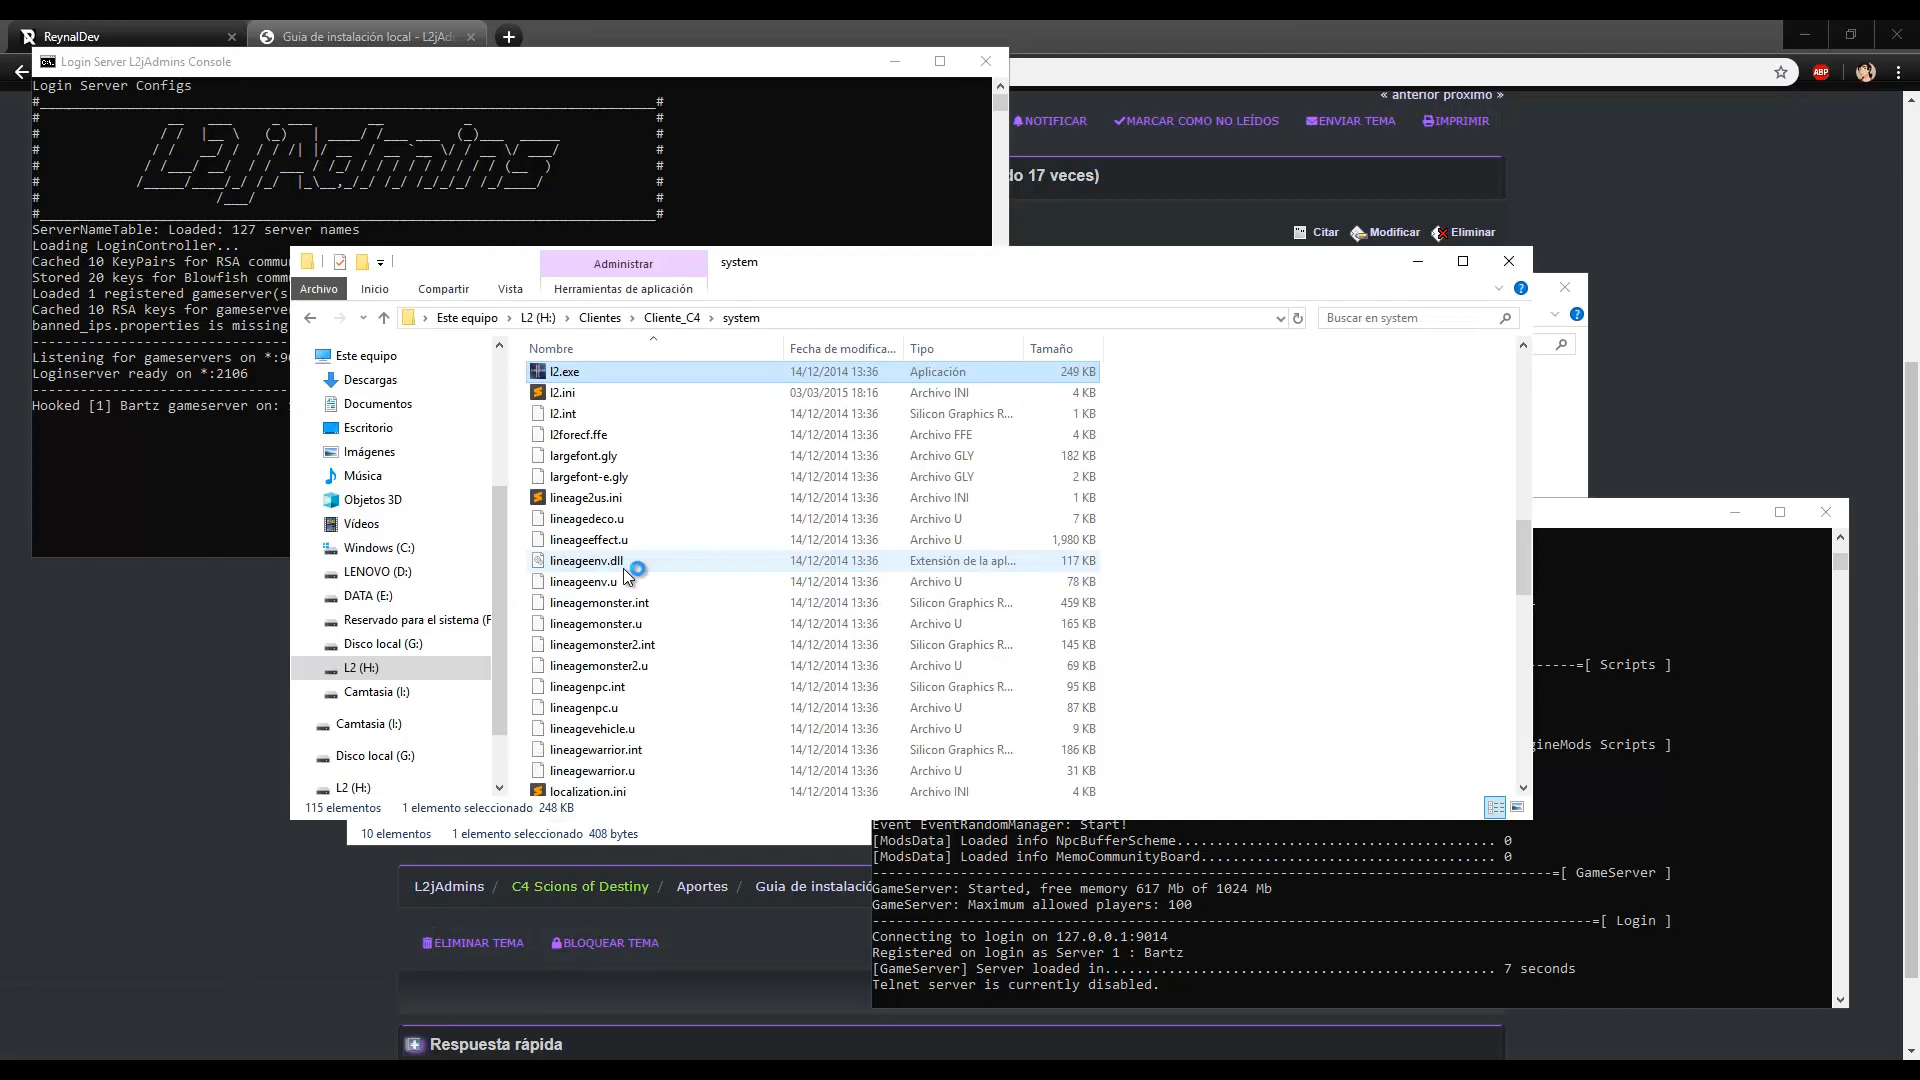 ReynalDev
Guia de instalación local - L2jAd
Login Server L2jAdmins Console
Login Server Configs
ServerNameTable: Loaded: 127 server names
Loading LoginController...
Cached 10 KeyPairs for RSA commu
Stored 20 keys for Blowfish comm
Loaded 1 registered gameserver(s
Cached 10 RSA keys for gameserve
banned_ips.properties is missing
Listening for gameservers on *:90
Loginserver ready on *:2106
Hooked [1] Bartz gameserver on:
ABP
« anterior próximo »
NOTIFICAR
MARCAR COMO NO LEÍDOS
ENVIAR TEMA
IMPRIMIR
do 17 veces)
Citar
Modificar
Eliminar
Administrar
system
Archivo
Inicio
Compartir
Vista
Herramientas de aplicación
Este equipo
L2 (H:)
Clientes
Cliente_C4
system
Buscar en system
Este equipo
Descargas
Documentos
Escritorio
Imágenes
Música
Objetos 3D
Vídeos
Windows (C:)
LENOVO (D:)
DATA (E:)
Reservado para el sistema (F
Disco local (G:)
L2 (H:)
Camtasia (I:)
Camtasia (I:)
Disco local (G:)
L2 (H:)
Nombre Fecha de modifica... Tipo Tamaño
l2.exe 14/12/2014 13:36 Aplicación 249 KB
l2.ini 03/03/2015 18:16 Archivo INI 4 KB
l2.int 14/12/2014 13:36 Silicon Graphics R... 1 KB
l2forecf.ffe 14/12/2014 13:36 Archivo FFE 4 KB
largefont.gly 14/12/2014 13:36 Archivo GLY 182 KB
largefont-e.gly 14/12/2014 13:36 Archivo GLY 2 KB
lineage2us.ini 14/12/2014 13:36 Archivo INI 1 KB
lineagedeco.u 14/12/2014 13:36 Archivo U 7 KB
lineageeffect.u 14/12/2014 13:36 Archivo U 1,980 KB
lineageenv.dll 14/12/2014 13:36 Extensión de la apl... 117 KB
lineageenv.u 14/12/2014 13:36 Archivo U 78 KB
lineagemonster.int 14/12/2014 13:36 Silicon Graphics R... 459 KB
lineagemonster.u 14/12/2014 13:36 Archivo U 165 KB
lineagemonster2.int 14/12/2014 13:36 Silicon Graphics R... 145 KB
lineagemonster2.u 14/12/2014 13:36 Archivo U 69 KB
lineagenpc.int 14/12/2014 13:36 Silicon Graphics R... 95 KB
lineagenpc.u 14/12/2014 13:36 Archivo U 87 KB
lineagevehicle.u 14/12/2014 13:36 Archivo U 9 KB
lineagewarrior.int 14/12/2014 13:36 Silicon Graphics R... 186 KB
lineagewarrior.u 14/12/2014 13:36 Archivo U 31 KB
localization.ini 14/12/2014 13:36 Archivo INI 4 KB
115 elementos 1 elemento seleccionado 248 KB
10 elementos 1 elemento seleccionado 408 bytes
------=[ Scripts ]
gineMods Scripts ]
Event EventRandomManager: Start!
[ModsData] Loaded info NpcBufferScheme........................................ 0
[ModsData] Loaded info MemoCommunityBoard..................................... 0
=[ GameServer ]
GameServer: Started, free memory 617 Mb of 1024 Mb
GameServer: Maximum allowed players: 100
=[ Login ]
Connecting to login on 127.0.0.1:9014
Registered on login as Server 1 : Bartz
[GameServer] Server loaded in................................................. 7 seconds
Telnet server is currently disabled.
L2jAdmins / C4 Scions of Destiny / Aportes / Guia de instalació
ELIMINAR TEMA
BLOQUEAR TEMA
Respuesta rápida